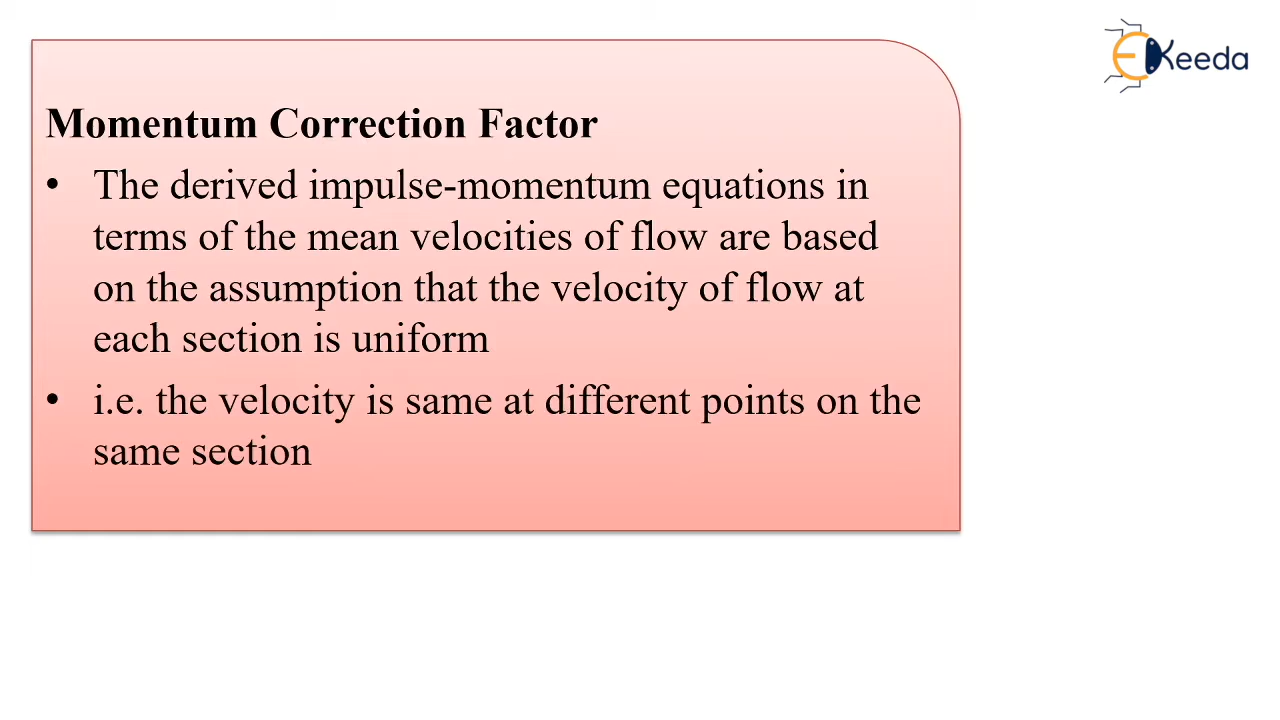 EKeeda
Momentum Correction Factor
• The derived impulse-momentum equations in
terms of the mean velocities of flow are based
on the assumption that the velocity of flow at
each section is uniform
• i.e. the velocity is same at different points on the
same section